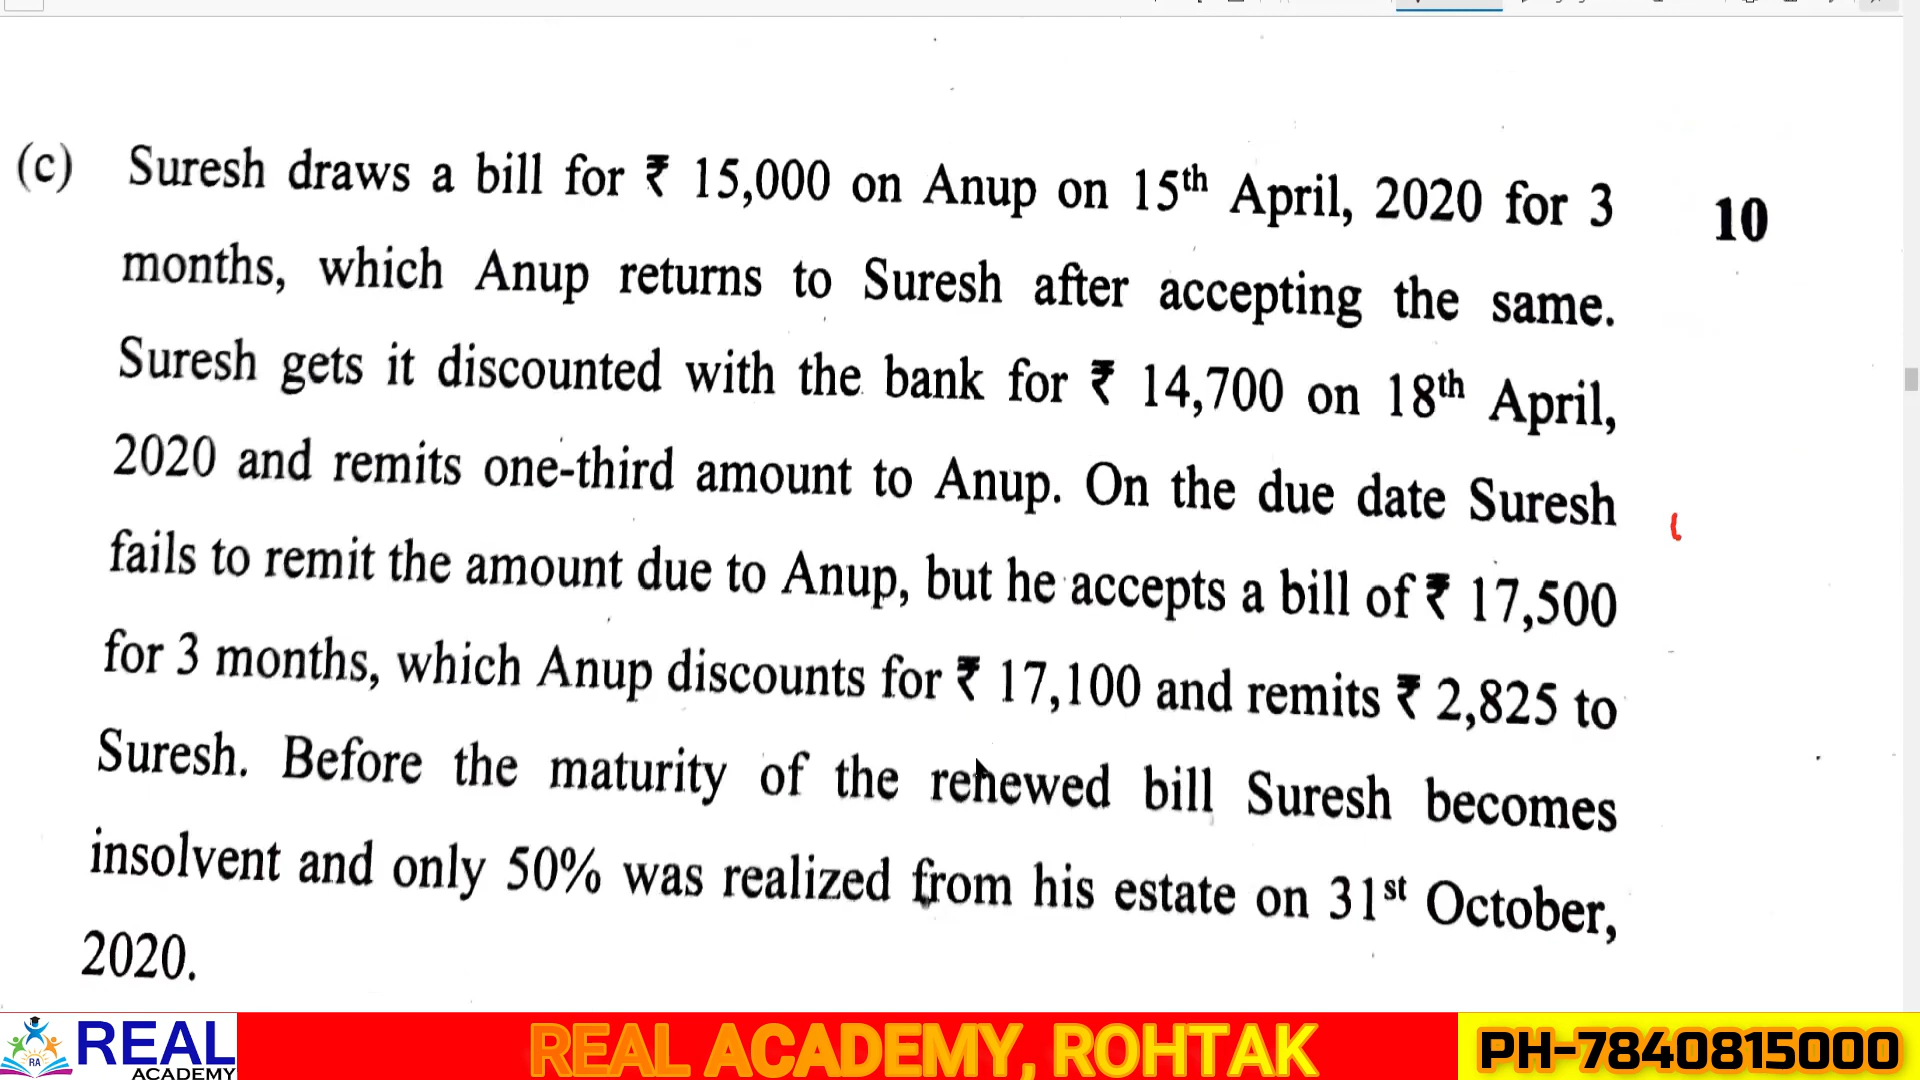 (c) Suresh draws a bill for ₹ 15,000 on Anup on 15th April, 2020 for 3 10
months, which Anup returns to Suresh after accepting the same.
Suresh gets it discounted with the bank for ₹ 14,700 on 18th April,
2020 and remits one-third amount to Anup. On the due date Suresh
fails to remit the amount due to Anup, but he accepts a bill of ₹ 17,500
for 3 months, which Anup discounts for ₹ 17,100 and remits ₹ 2,825 to
Suresh. Before the maturity of the renewed bill Suresh becomes
insolvent and only 50% was realized from his estate on 31st October,
2020.
RA REAL ACADEMY
REAL ACADEMY, ROHTAK
PH-7840815000